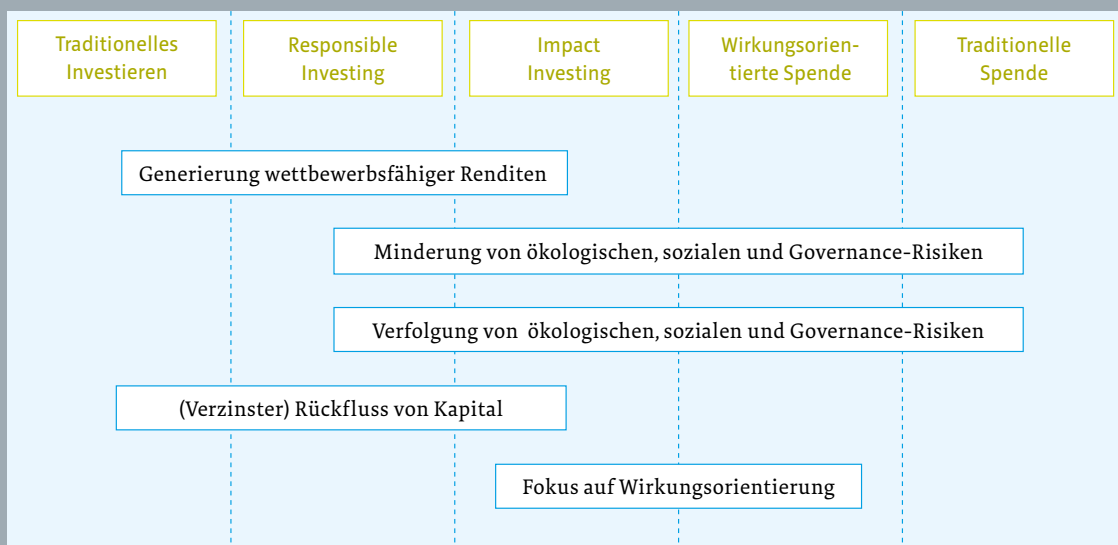 Traditionelles
Investieren
Responsible
Investing
Impact
Investing
Wirkungsorien-
tierte Spende
Traditionelle
Spende
Generierung wettbewerbsfähiger Renditen
Minderung von ökologischen, sozialen und Governance-Risiken
Verfolgung von ökologischen, sozialen und Governance-Risiken
(Verzinster) Rückfluss von Kapital
Fokus auf Wirkungsorientierung